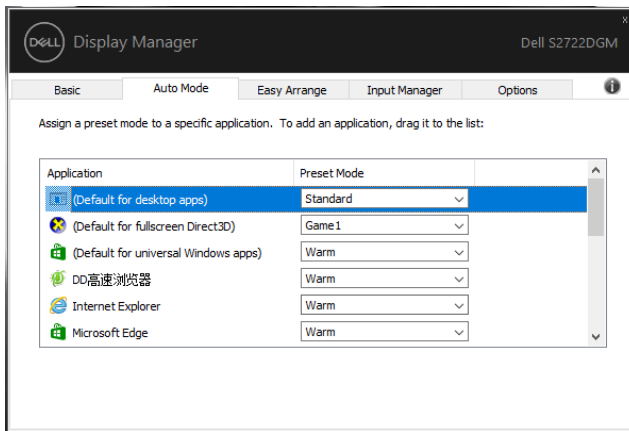 DELL Display Manager Dell S2722DGM x
Basic Auto Mode Easy Arrange Input Manager Options i
Assign a preset mode to a specific application. To add an application, drag it to the list:
Application Preset Mode
(Default for desktop apps) Standard
(Default for fullscreen Direct3D) Game1
(Default for universal Windows apps) Warm
DD高速浏览器 Warm
Internet Explorer Warm
Microsoft Edge Warm